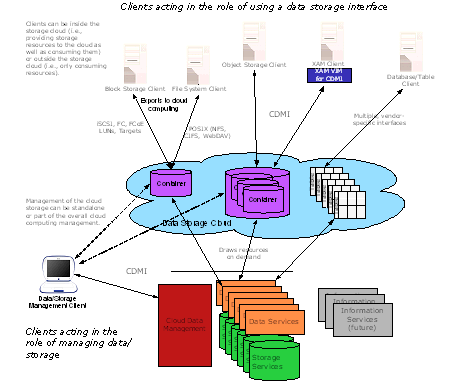 Clients acting in the role of using a data storage interface
Clients can be inside the
storage cloud (i.e.,
providing storage
resources to the cloud
as well as consuming them)
or outside the storage
cloud (i.e., only consuming
resources).
Block Storage Client
File System Client
Object Storage Client
XAM Client
XAM VIM
for CDMI
Database/Table
Client
Exports to cloud
computing
iSCSI, FC, FCoE
LUNs, Targets
POSIX (NFS,
CIFS, WebDAV)
CDMI
Multiple, vendor-
specific interfaces
Container
Container
Data Storage Cloud
Management of the cloud
storage can be standalone
or part of the overall cloud
computing management.
Draws resources
on demand
CDMI
Data/Storage
Management Client
Cloud Data
Management
Data Services
Storage
Services
Information
Information
Services
(future)
Clients acting in the
role of managing data/
storage